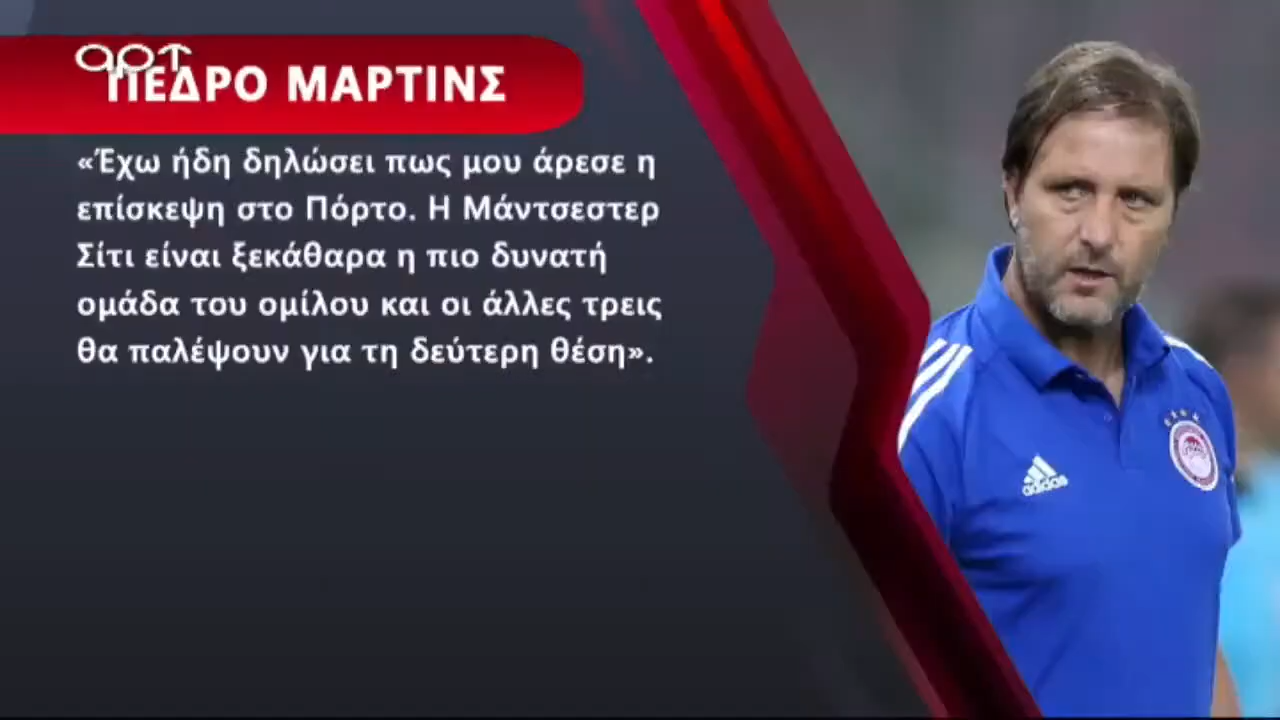 αρτ
ΠΕΔΡΟ ΜΑΡΤΙΝΣ
«Έχω ήδη δηλώσει πως μου άρεσε η
επίσκεψη στο Πόρτο. Η Μάντσεστερ
Σίτι είναι ξεκάθαρα η πιο δυνατή
ομάδα του ομίλου και οι άλλες τρεις
θα παλέψουν για τη δεύτερη θέση».
adidas